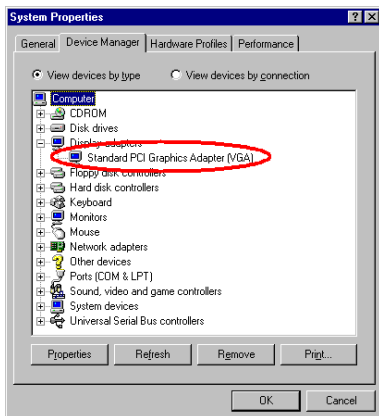 System Properties
General Device Manager Hardware Profiles Performance
View devices by type View devices by connection
Computer
CDROM
Disk drives
Display adapters
Standard PCI Graphics Adapter (VGA)
Floppy disk controllers
Hard disk controllers
Keyboard
Monitors
Mouse
Network adapters
Other devices
Ports (COM & LPT)
Sound, video and game controllers
System devices
Universal Serial Bus controllers
Properties Refresh Remove Print...
OK Cancel